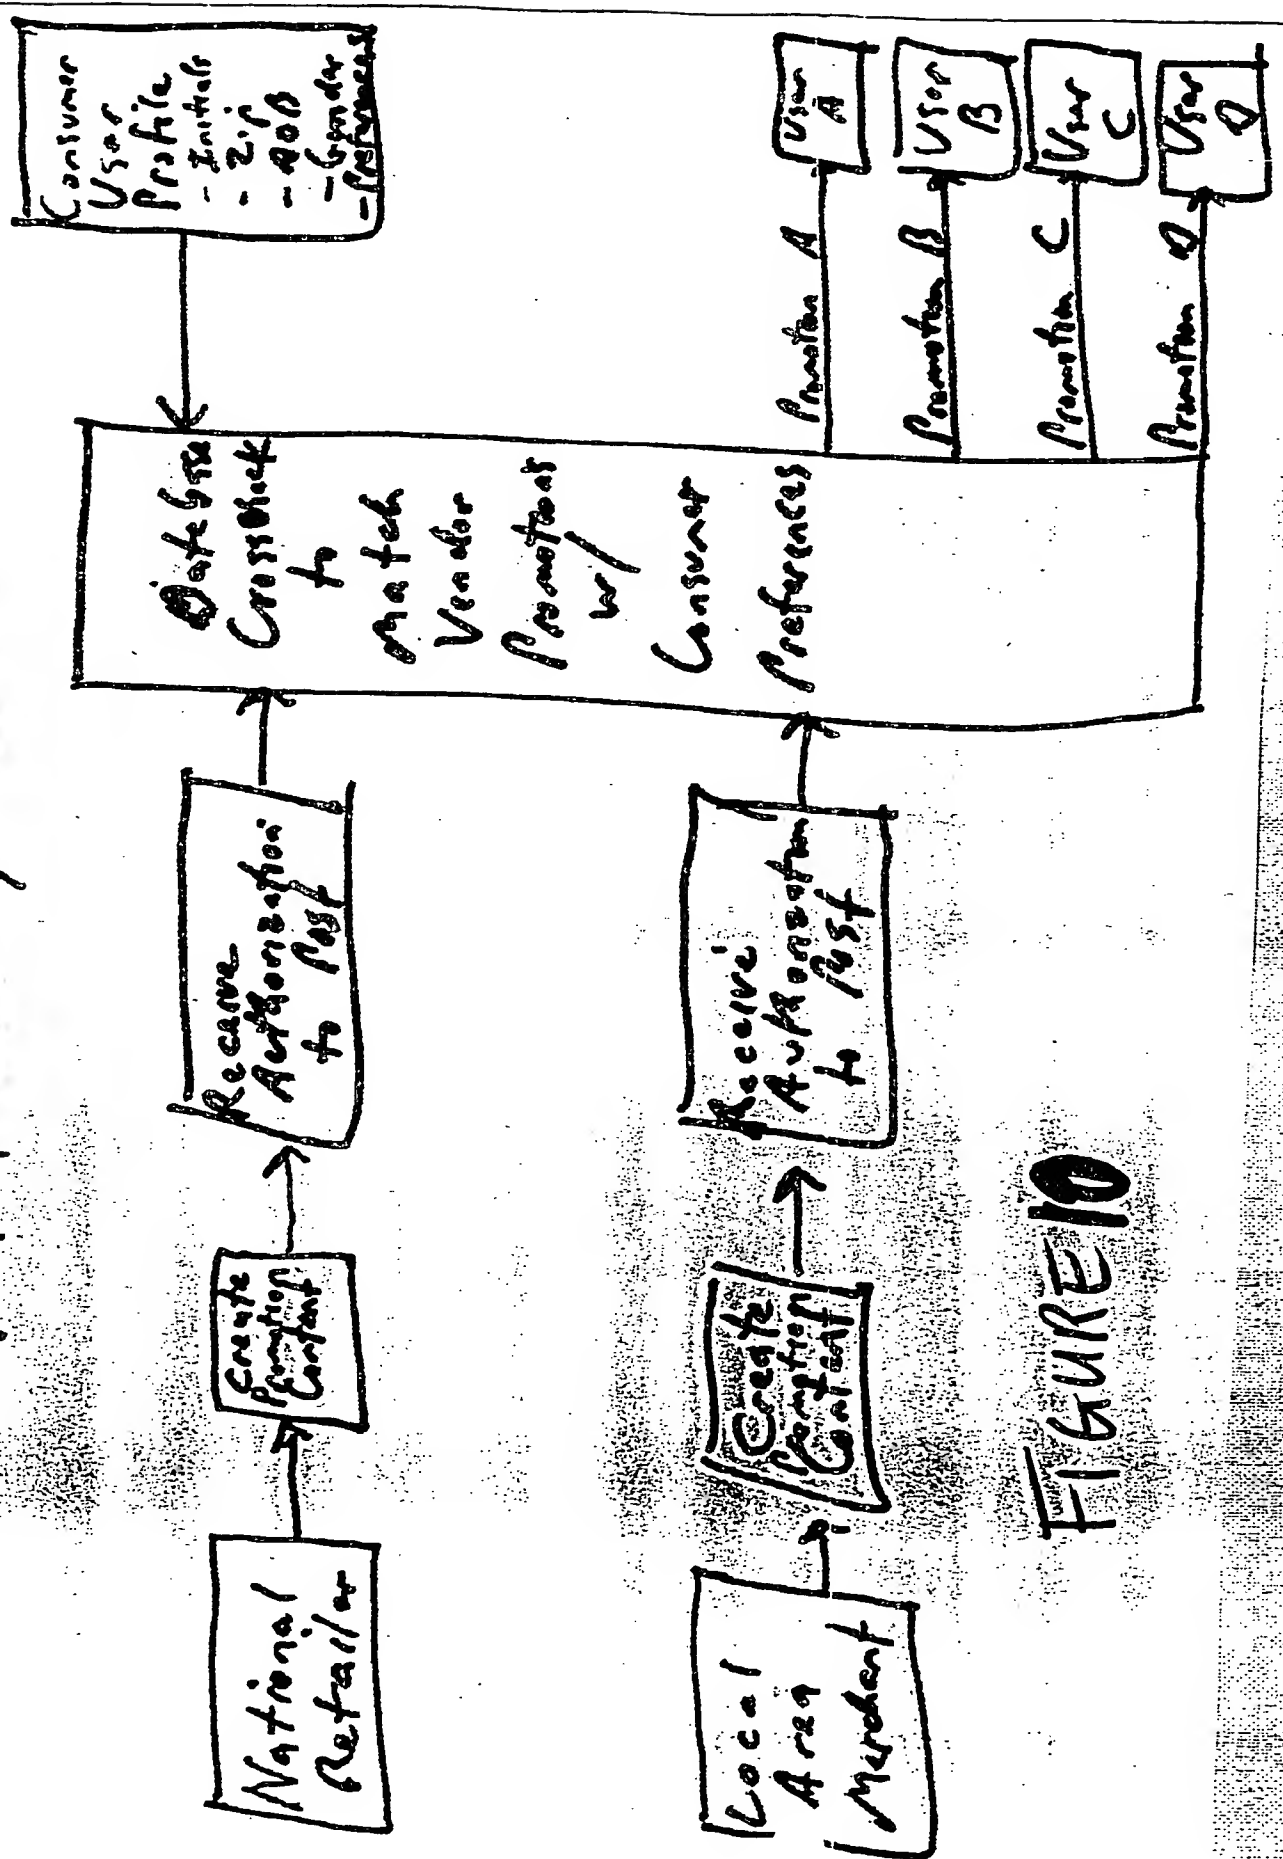 National
Retailer
Create
Promotion
Content
Receive
Authorization
to Post
Local
Area
Merchant
Create
Promotion
Content
Receive
Authorization
to Post
Database
Crosscheck
to
Match
Vendor
Promotions
w/
Consumer
Preferences
Consumer
User
Profile
- Initials
- Zip
- DOB
- Gender
- Preferences
Promotion A
User
A
Promotion B
User
B
Promotion C
User
C
Promotion D
User
D
FIGURE 10